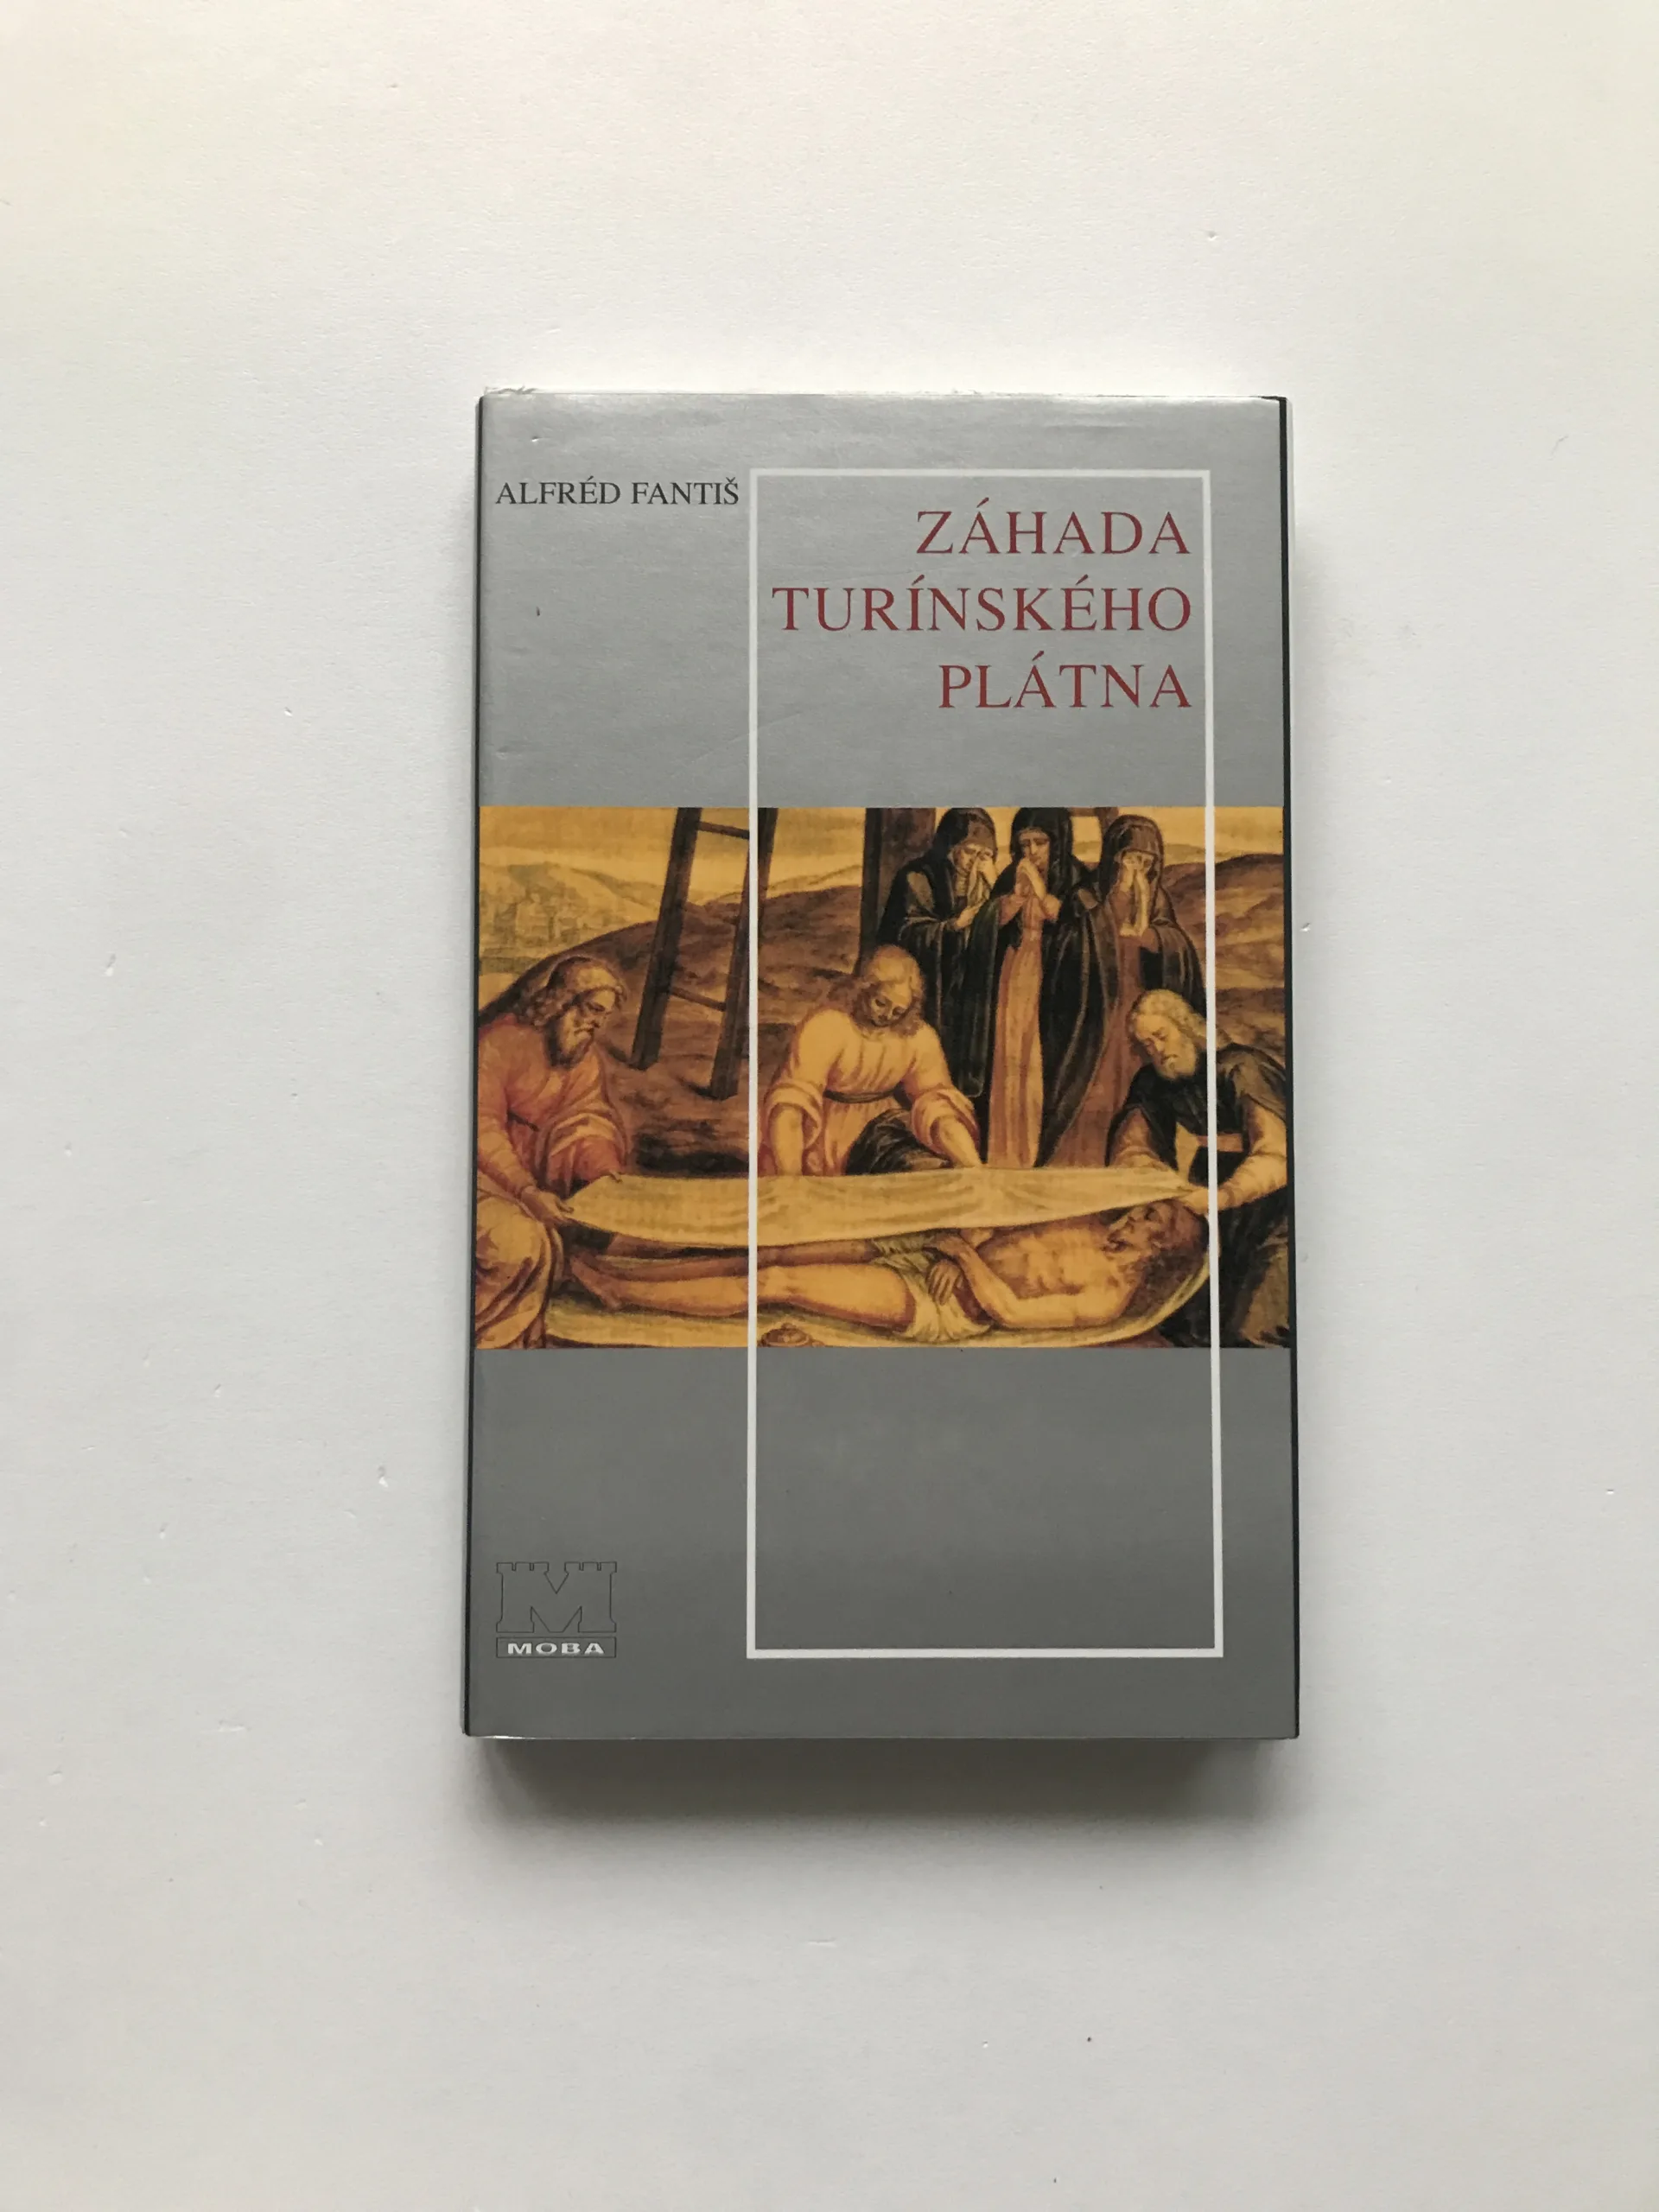 ALFRÉD FANTIŠ
ZÁHADA
TURÍNSKÉHO
PLÁTNA
M
MOBA